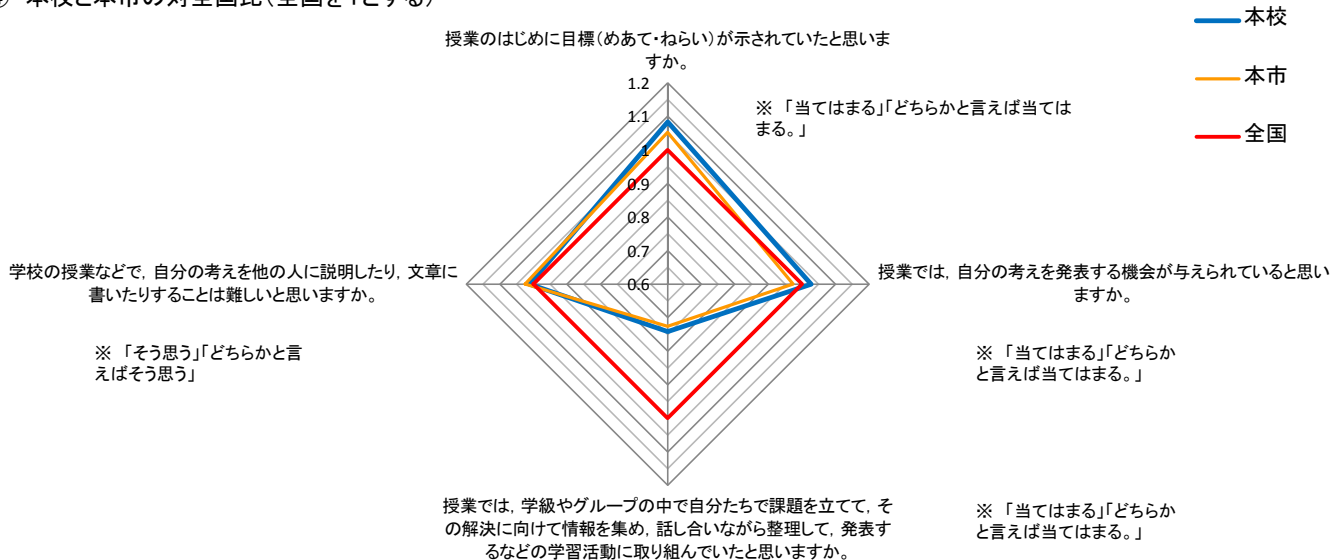 本校と本市の対全国比(全国を1とする)
本校
本市
全国
授業のはじめに目標(めあて・ねらい)が示されていたと思いま
すか。
※ 「当てはまる」「どちらかと言えば当ては
まる。」
1.2
1.1
1
0.9
0.8
0.7
0.6
学校の授業などで, 自分の考えを他の人に説明したり, 文章に
書いたりすることは難しいと思いますか。
※ 「そう思う」「どちらかと言
えばそう思う」
授業では, 自分の考えを発表する機会が与えられていると思い
ますか。
※ 「当てはまる」「どちらか
と言えば当てはまる。」
授業では, 学級やグループの中で自分たちで課題を立てて, そ
の解決に向けて情報を集め, 話し合いながら整理して, 発表す
るなどの学習活動に取り組んでいたと思いますか。
※ 「当てはまる」「どちらか
と言えば当てはまる。」